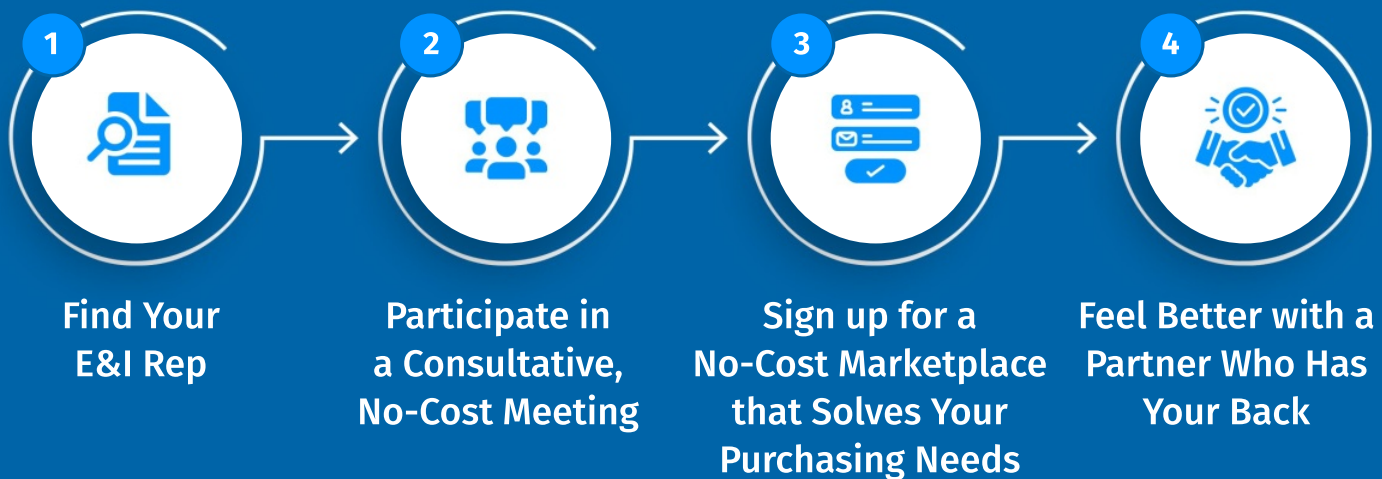 1
Find Your
E&I Rep
2
Participate in
a Consultative,
No-Cost Meeting
3
Sign up for a
No-Cost Marketplace
that Solves Your
Purchasing Needs
4
Feel Better with a
Partner Who Has
Your Back